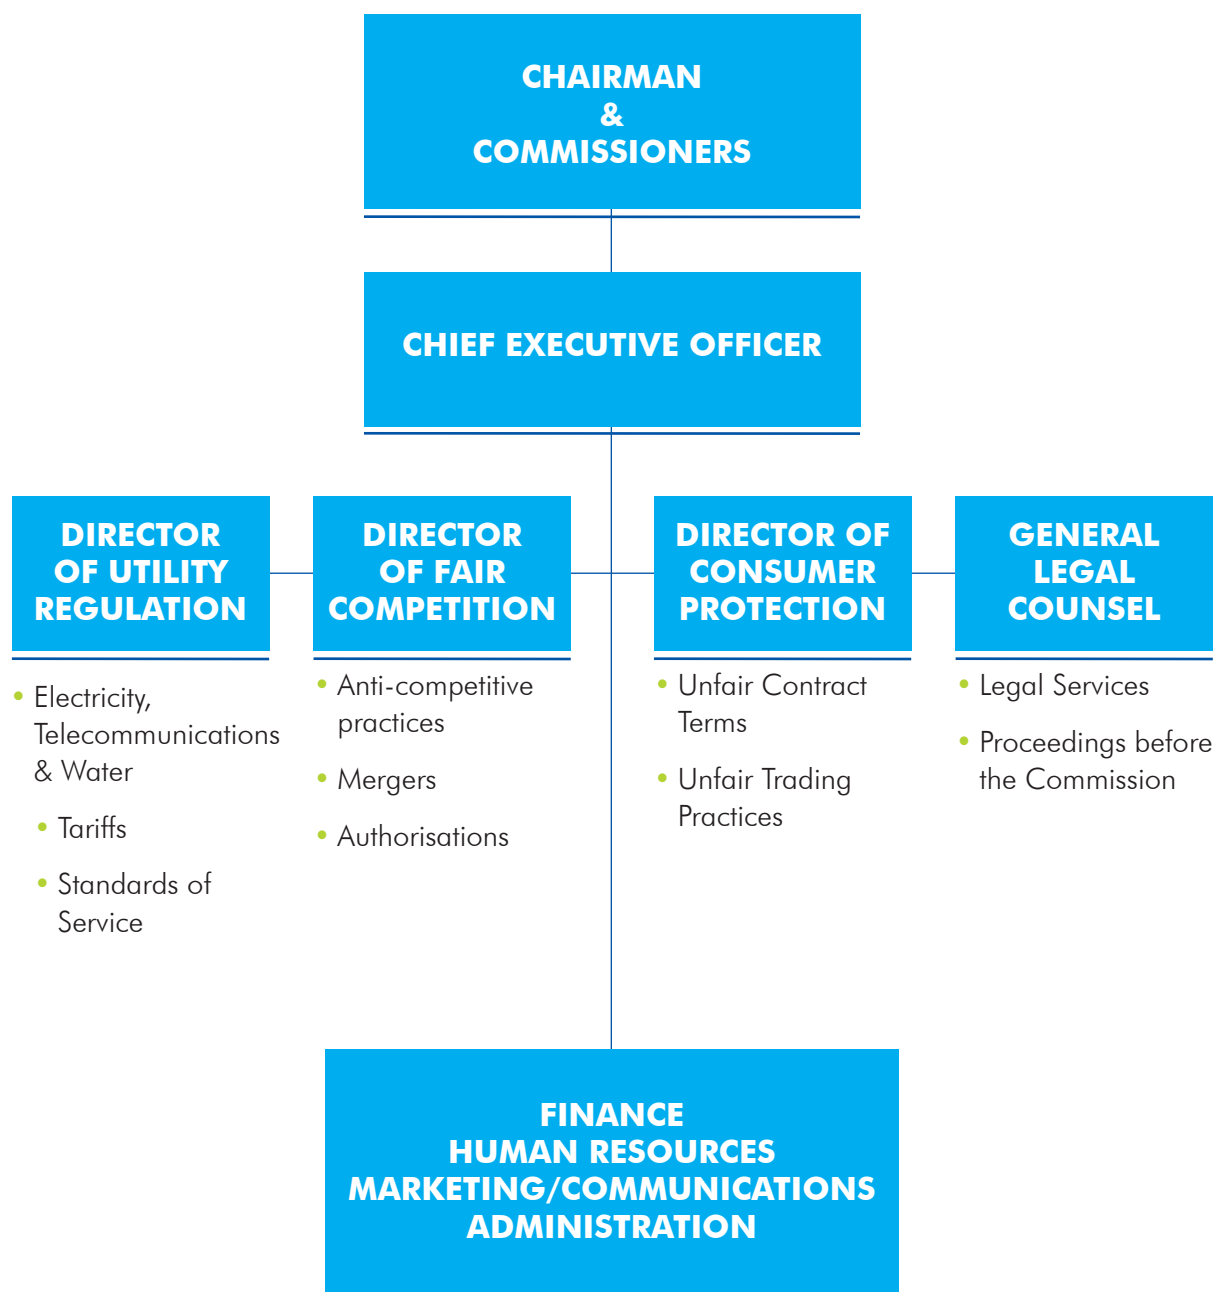 CHAIRMAN
&
COMMISSIONERS
CHIEF EXECUTIVE OFFICER
DIRECTOR
OF UTILITY
REGULATION
• Electricity,
Telecommunications
& Water
• Tariffs
• Standards of
Service
DIRECTOR
OF FAIR
COMPETITION
• Anti-competitive
practices
• Mergers
• Authorisations
DIRECTOR OF
CONSUMER
PROTECTION
• Unfair Contract
Terms
• Unfair Trading
Practices
GENERAL
LEGAL
COUNSEL
• Legal Services
• Proceedings before
the Commission
FINANCE
HUMAN RESOURCES
MARKETING/COMMUNICATIONS
ADMINISTRATION